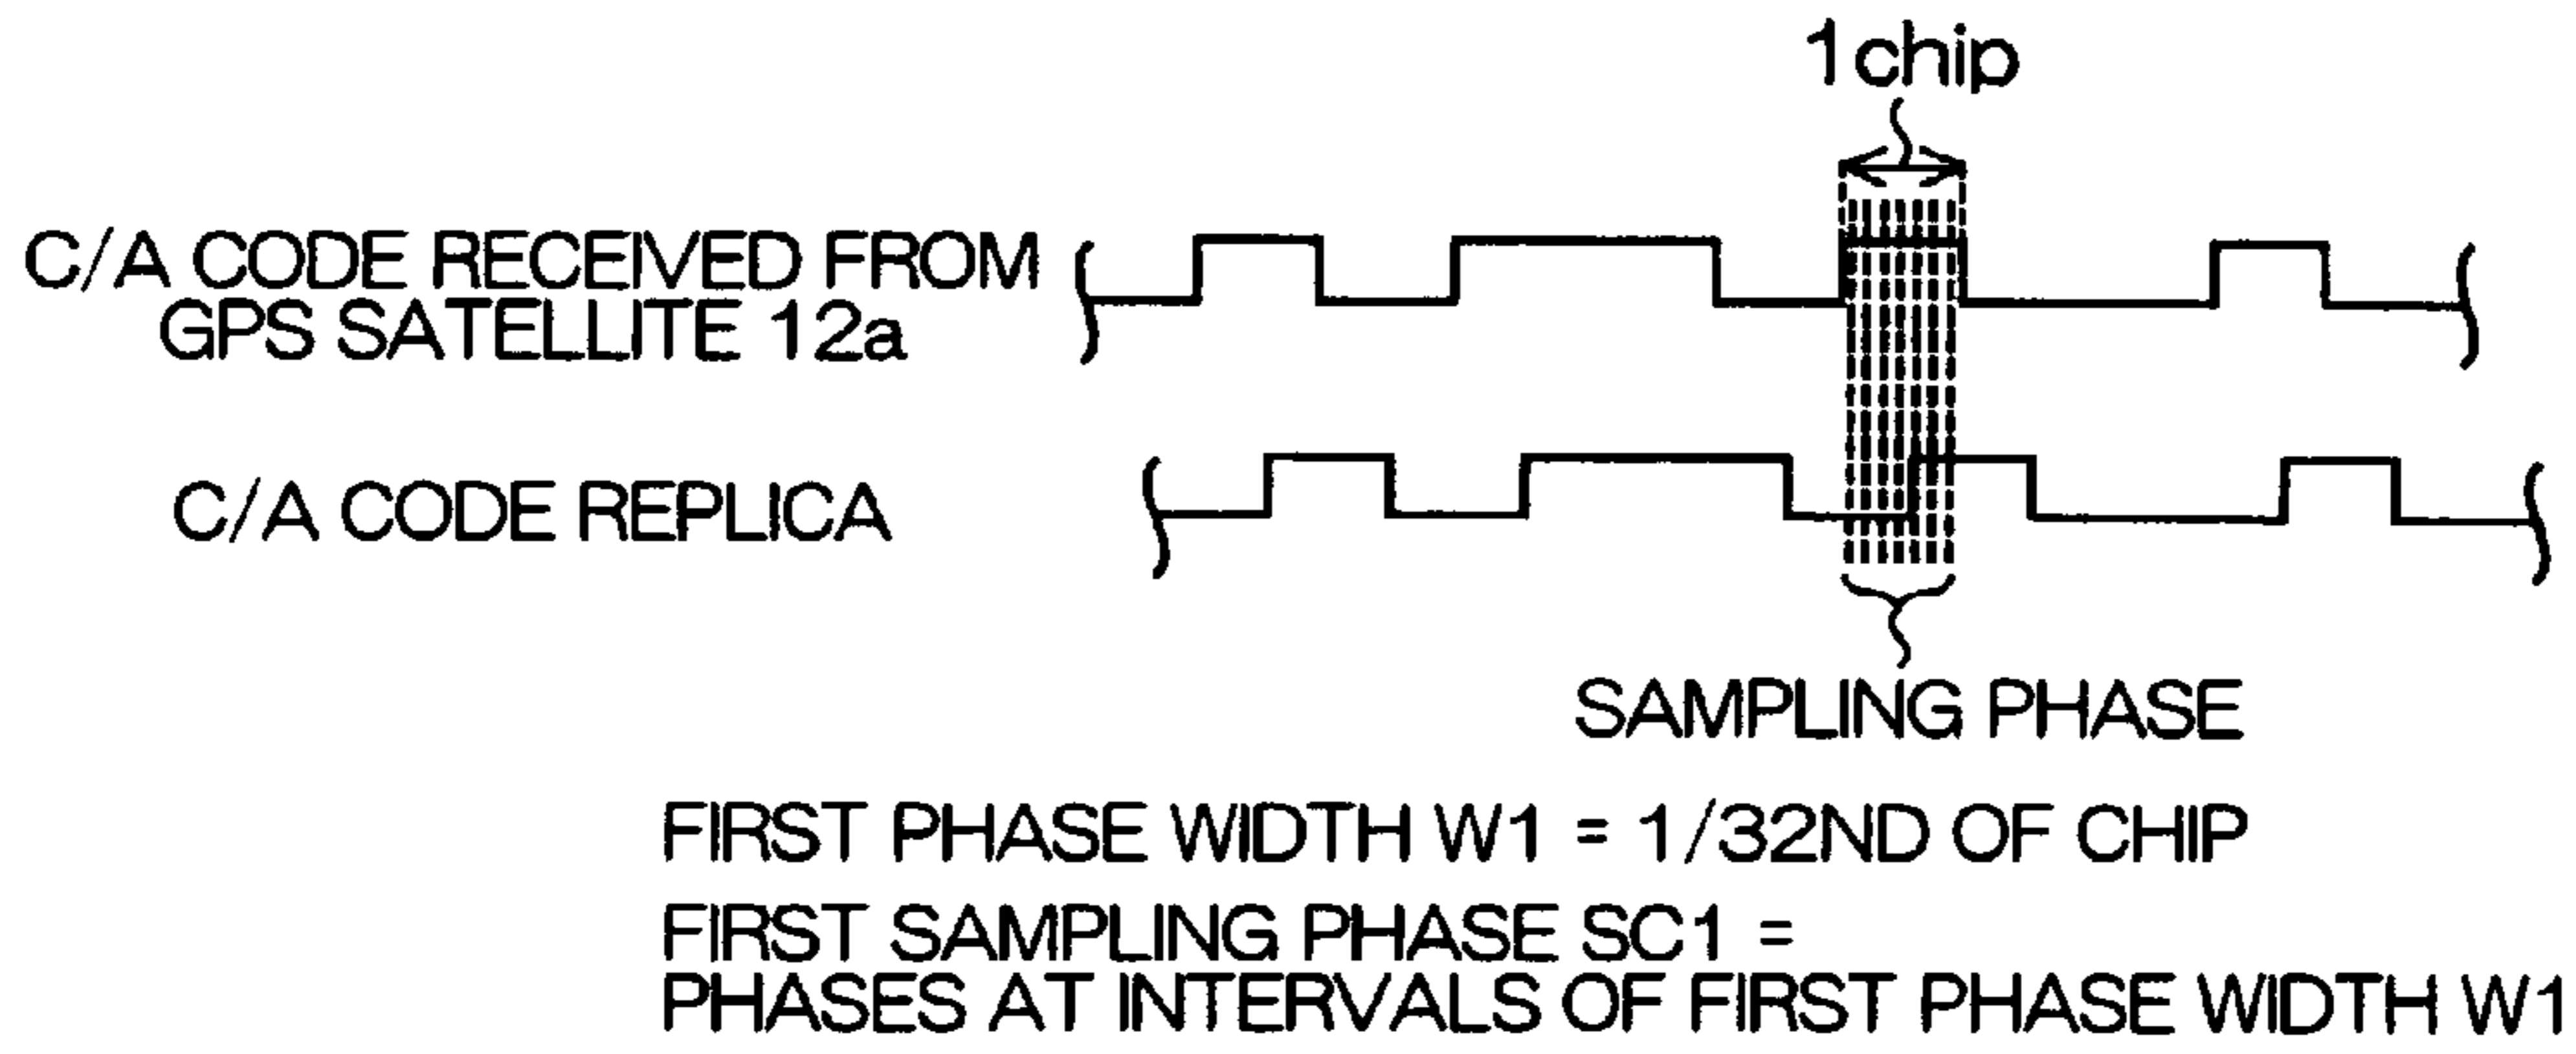 1chip
C/A CODE RECEIVED FROM
GPS SATELLITE 12a
C/A CODE REPLICA
SAMPLING PHASE
FIRST PHASE WIDTH W1 = 1/32ND OF CHIP
FIRST SAMPLING PHASE SC1 =
PHASES AT INTERVALS OF FIRST PHASE WIDTH W1